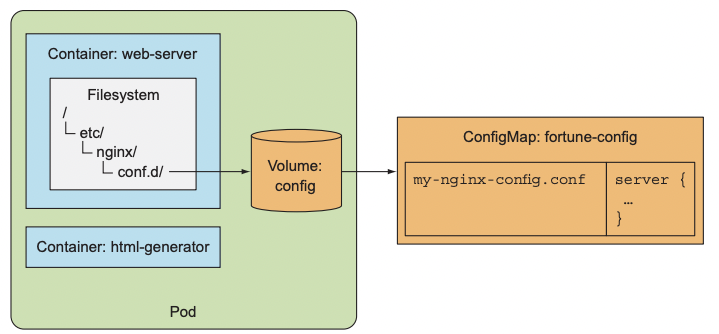 Container: web-server
Filesystem
/
etc/
nginx/
conf.d/
Volume:
config
Container: html-generator
Pod
ConfigMap: fortune-config
my-nginx-config.conf
server {
…
}